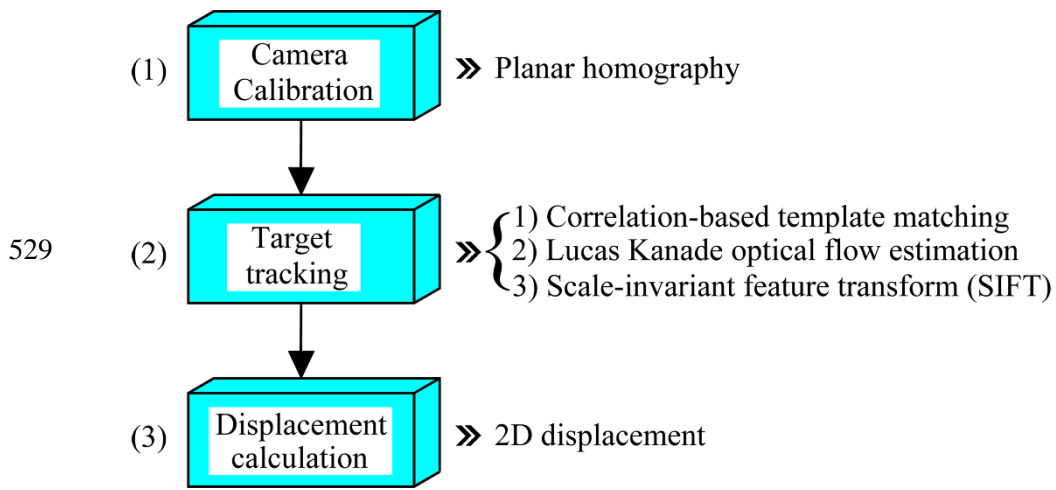 (1) Camera Calibration » Planar homography
529 (2) Target tracking » { 1) Correlation-based template matching
2) Lucas Kanade optical flow estimation
3) Scale-invariant feature transform (SIFT)
(3) Displacement calculation » 2D displacement